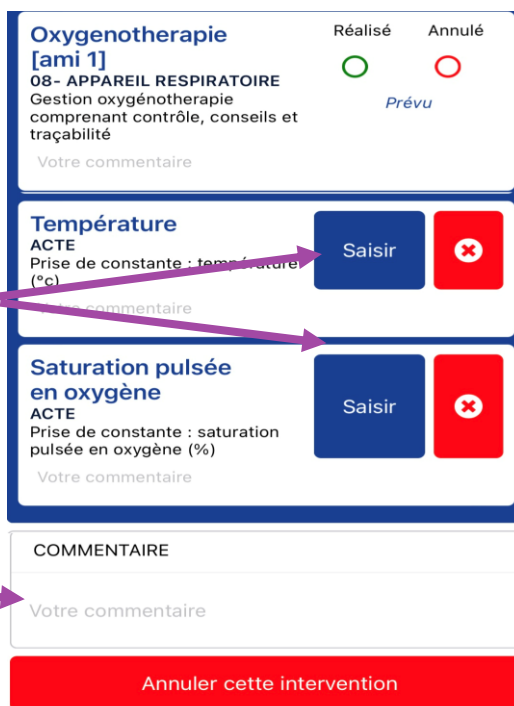 Oxygenotherapie
[ami 1]
08- APPAREIL RESPIRATOIRE
Gestion oxygénotherapie
comprenant contrôle, conseils et
traçabilité
Votre commentaire
Réalisé Annulé
Prévu
Température
ACTE
Prise de constante : température
(°c)
Votre commentaire
Saisir
Saturation pulsée
en oxygène
ACTE
Prise de constante : saturation
pulsée en oxygène (%)
Votre commentaire
Saisir
COMMENTAIRE
Votre commentaire
Annuler cette intervention